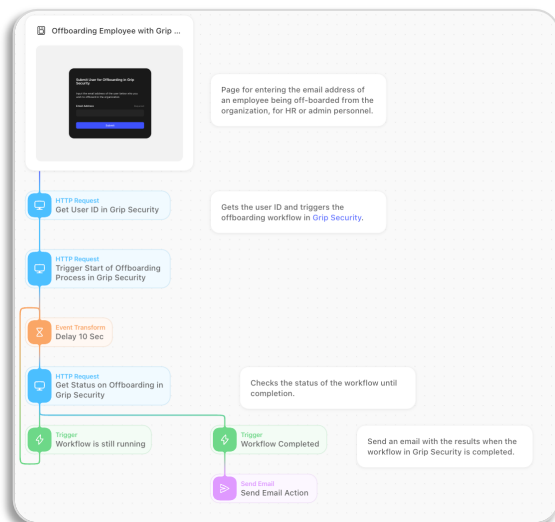 Offboarding Employee with Grip ...
Submit User for Offboarding in Grip
Security
Email Address
Submit
Page for entering the email address of
an employee being off-boarded from the
organization, for HR or admin personnel.
HTTP Request
Get User ID in Grip Security
Gets the user ID and triggers the
offboarding workflow in Grip Security.
HTTP Request
Trigger Start of Offboarding
Process in Grip Security
Event Transform
Delay 10 Sec
HTTP Request
Get Status on Offboarding in
Grip Security
Checks the status of the workflow until
completion.
Trigger
Workflow is still running
Trigger
Workflow Completed
Send an email with the results when the
workflow in Grip Security is completed.
Send Email
Send Email Action